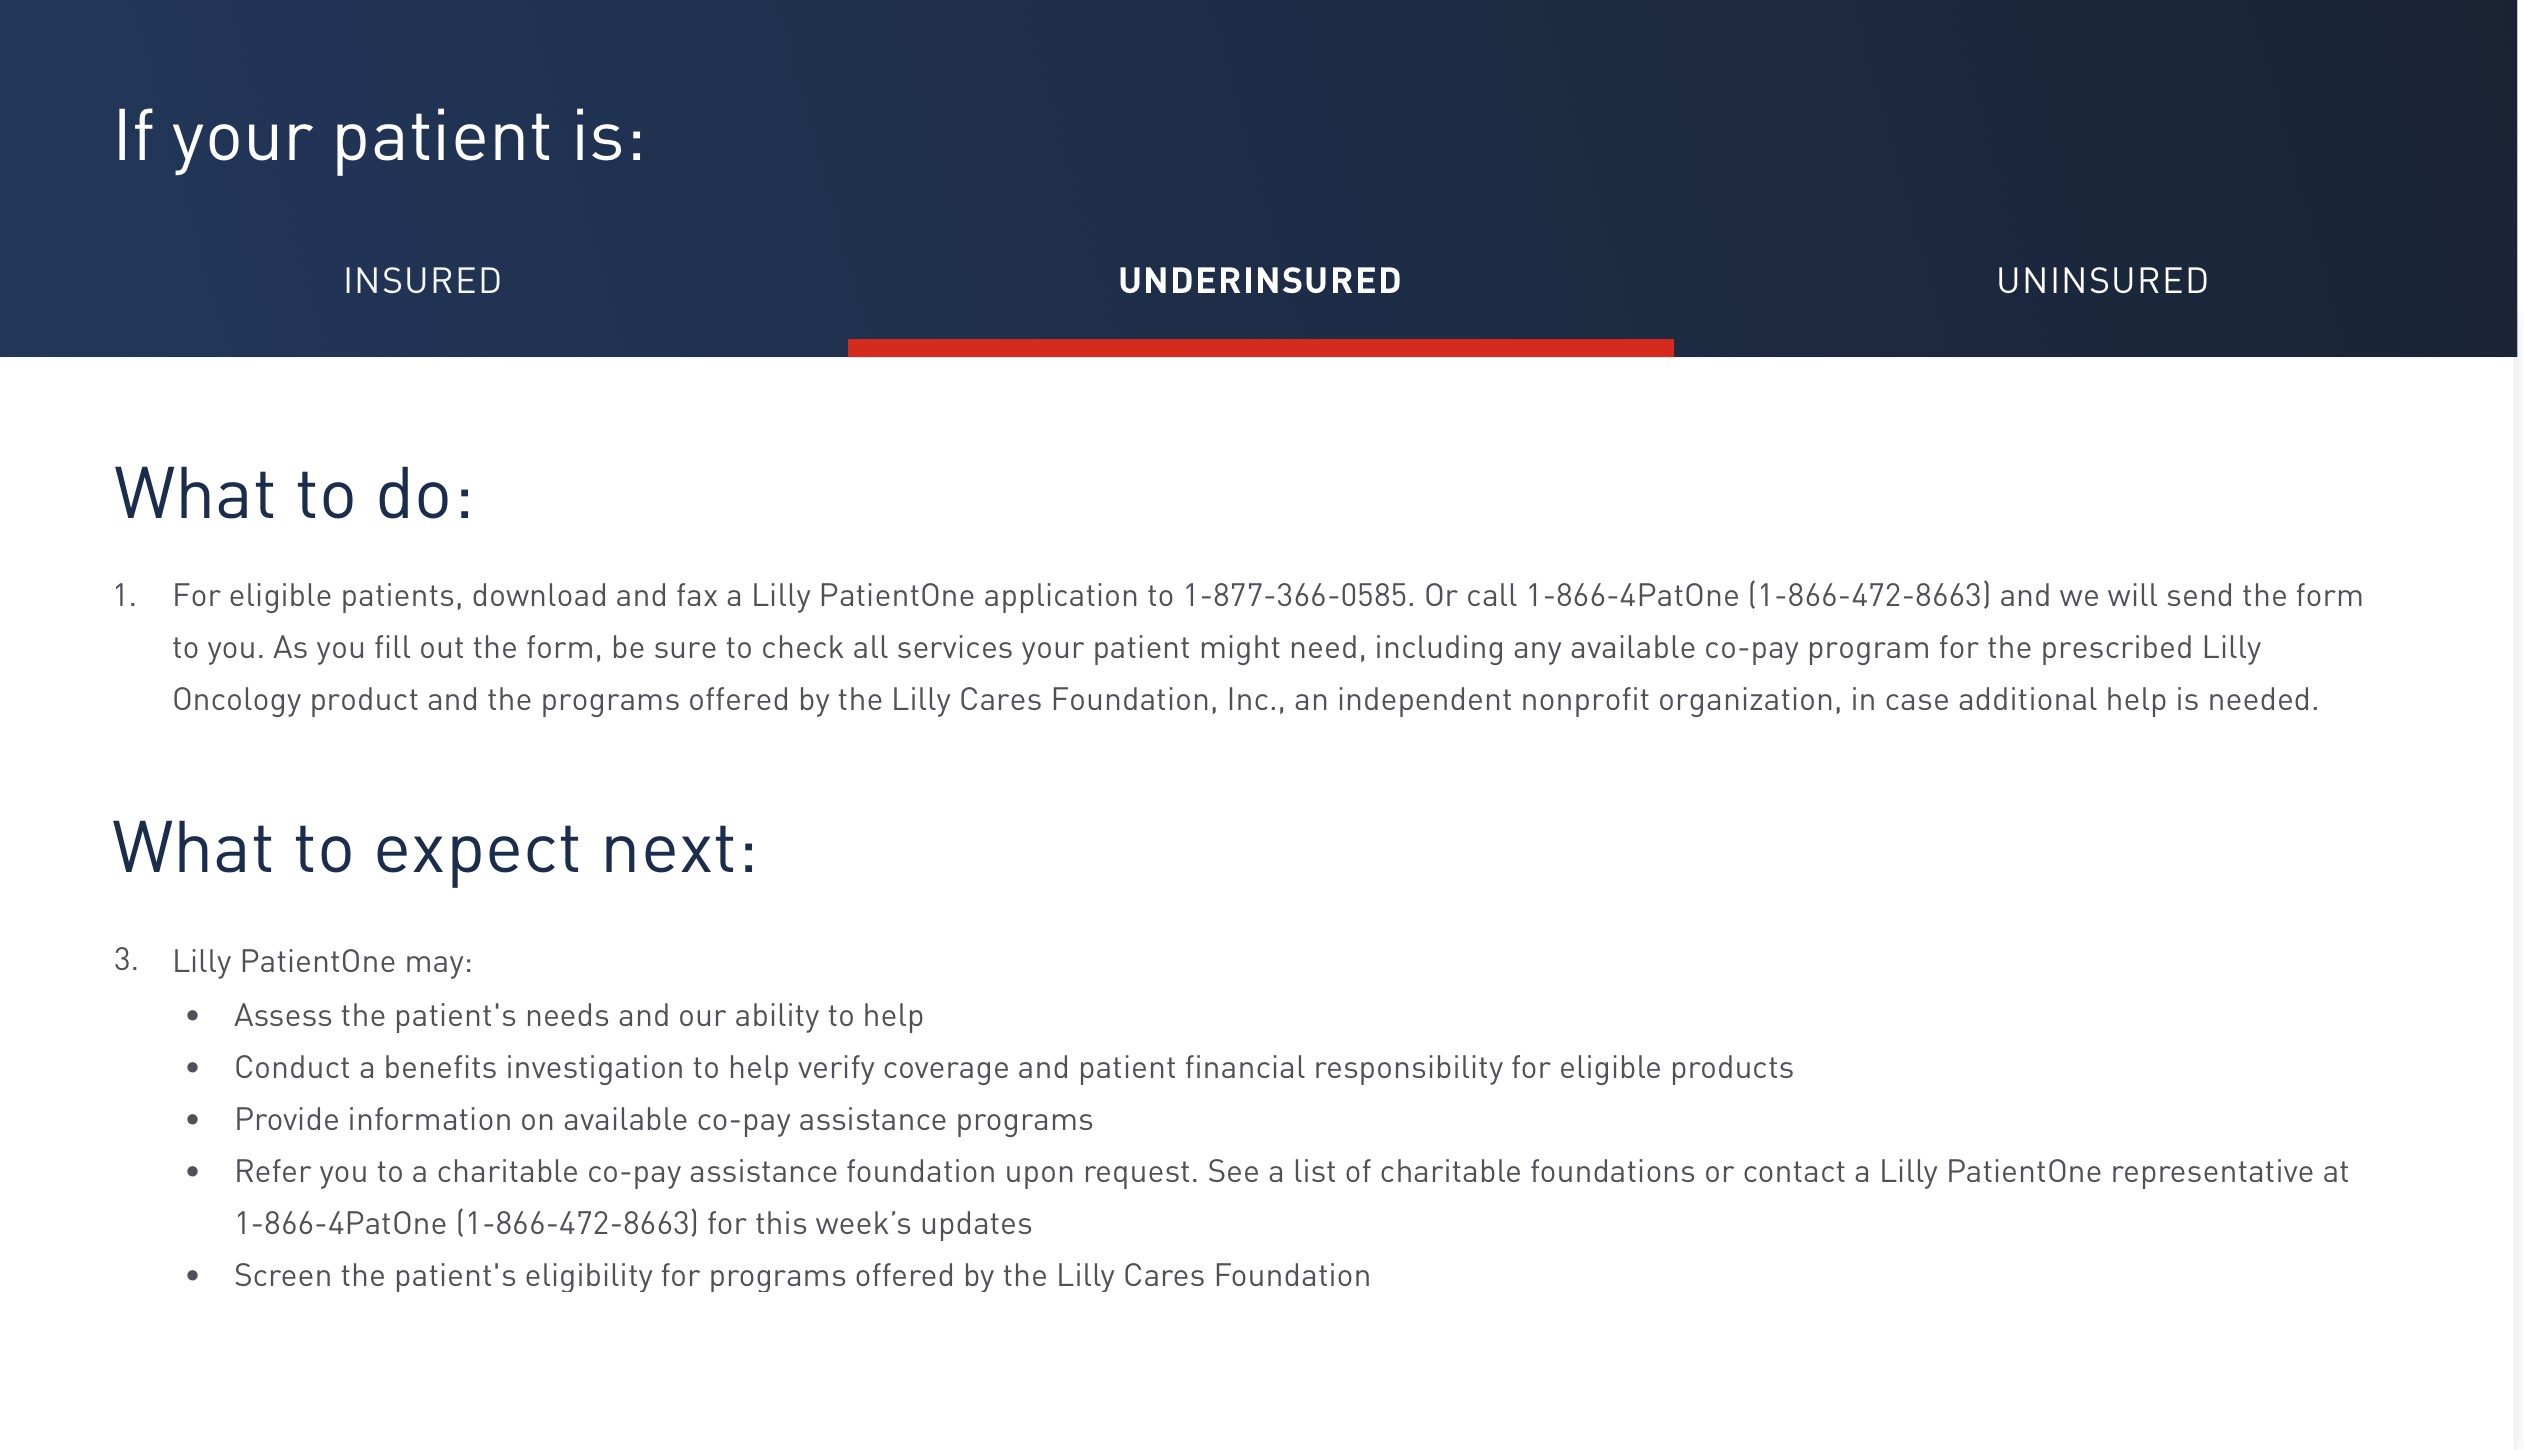 If your patient is:
INSURED
UNDERINSURED
UNINSURED
What to do:
1. For eligible patients, download and fax a Lilly PatientOne application to 1-877-366-0585. Or call 1-866-4PatOne (1-866-472-8663) and we will send the form
to you. As you fill out the form, be sure to check all services your patient might need, including any available co-pay program for the prescribed Lilly
Oncology product and the programs offered by the Lilly Cares Foundation, Inc., an independent nonprofit organization, in case additional help is needed.
What to expect next:
3. Lilly PatientOne may:
• Assess the patient's needs and our ability to help
• Conduct a benefits investigation to help verify coverage and patient financial responsibility for eligible products
• Provide information on available co-pay assistance programs
• Refer you to a charitable co-pay assistance foundation upon request. See a list of charitable foundations or contact a Lilly PatientOne representative at
1-866-4PatOne (1-866-472-8663) for this week’s updates
• Screen the patient's eligibility for programs offered by the Lilly Cares Foundation